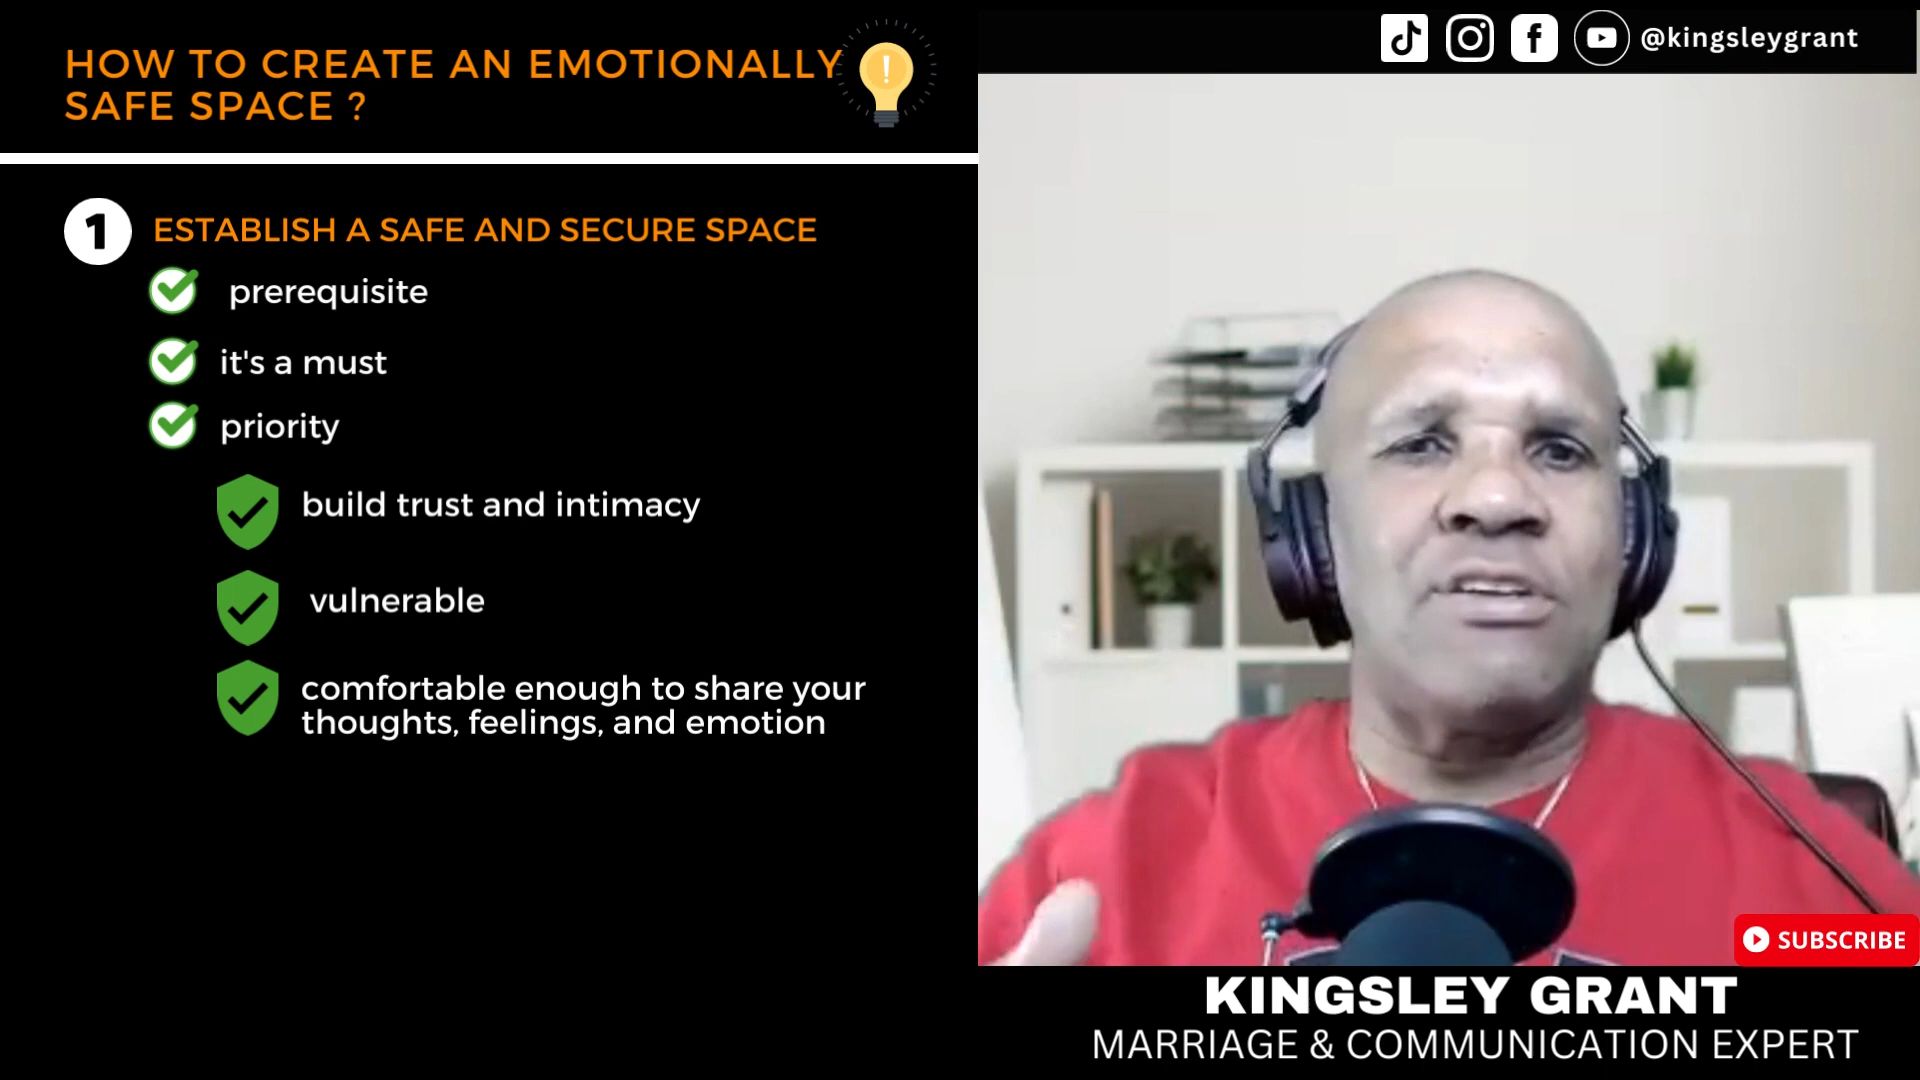 HOW TO CREATE AN EMOTIONALLY
SAFE SPACE ?
@kingsleygrant
1
ESTABLISH A SAFE AND SECURE SPACE
prerequisite
it's a must
priority
build trust and intimacy
vulnerable
comfortable enough to share your
thoughts, feelings, and emotion
SUBSCRIBE
KINGSLEY GRANT
MARRIAGE & COMMUNICATION EXPERT